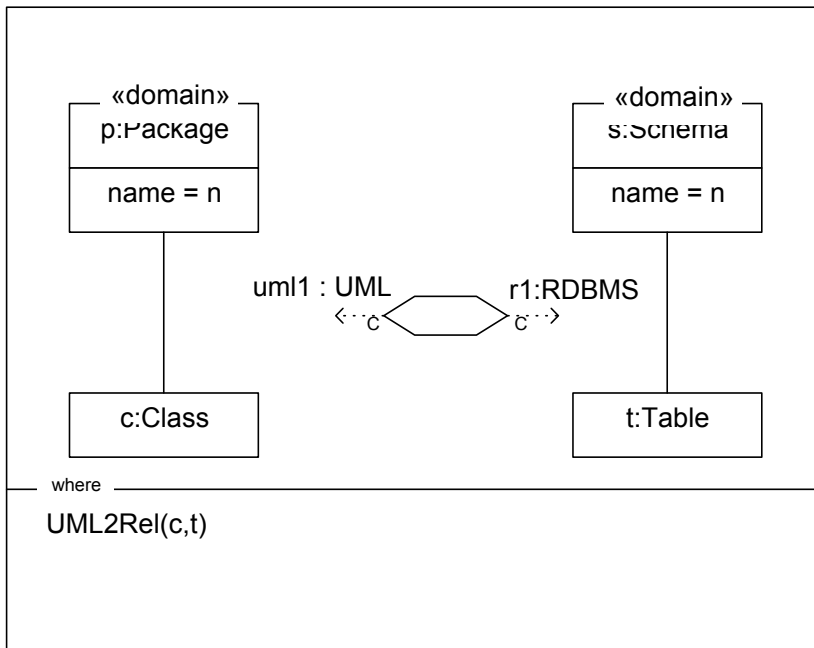 «domain»
p:Package
name = n
«domain»
s:Schema
name = n
uml1 : UML
r1:RDBMS
C
C
c:Class
t:Table
where
UML2Rel(c,t)